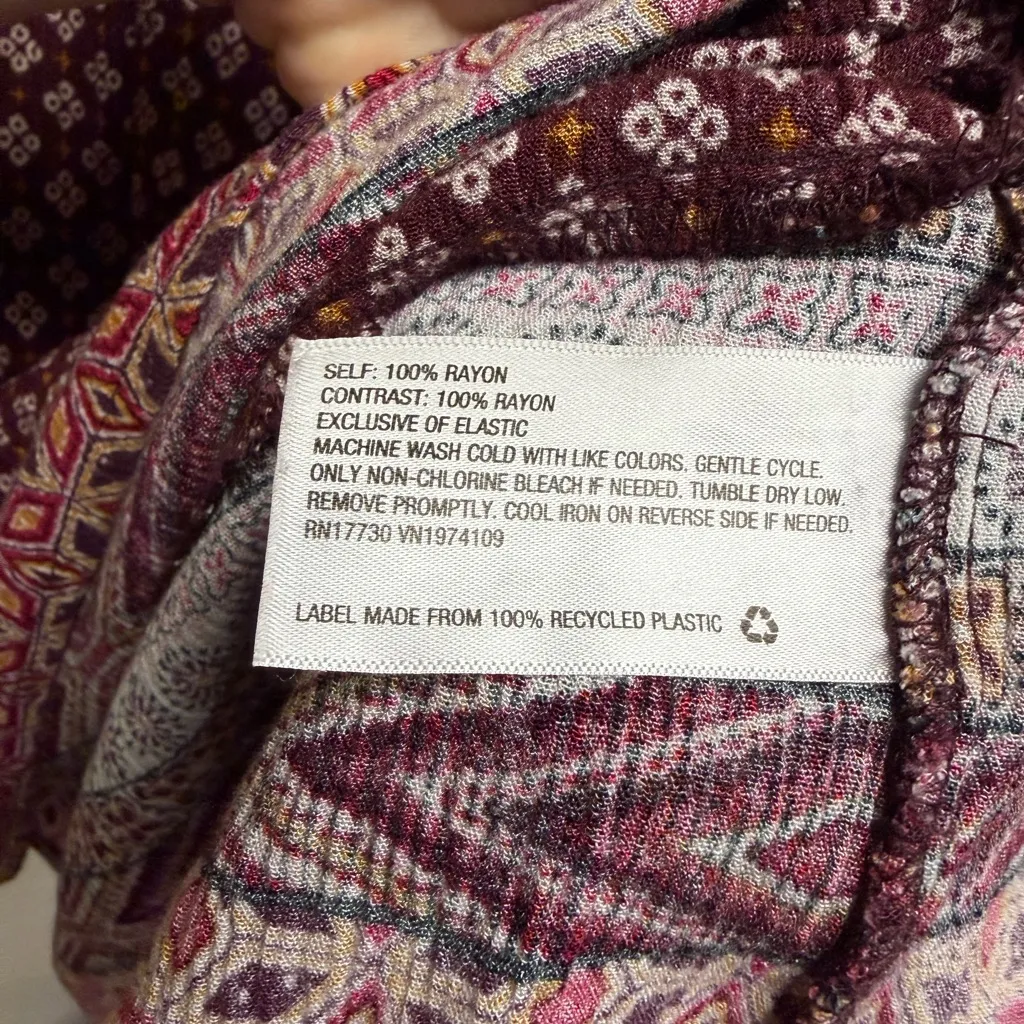 SELF: 100% RAYON
CONTRAST: 100% RAYON
EXCLUSIVE OF ELASTIC
MACHINE WASH COLD WITH LIKE COLORS. GENTLE CYCLE.
ONLY NON-CHLORINE BLEACH IF NEEDED. TUMBLE DRY LOW.
REMOVE PROMPTLY. COOL IRON ON REVERSE SIDE IF NEEDED.
RN17730 VN1974109
LABEL MADE FROM 100% RECYCLED PLASTIC